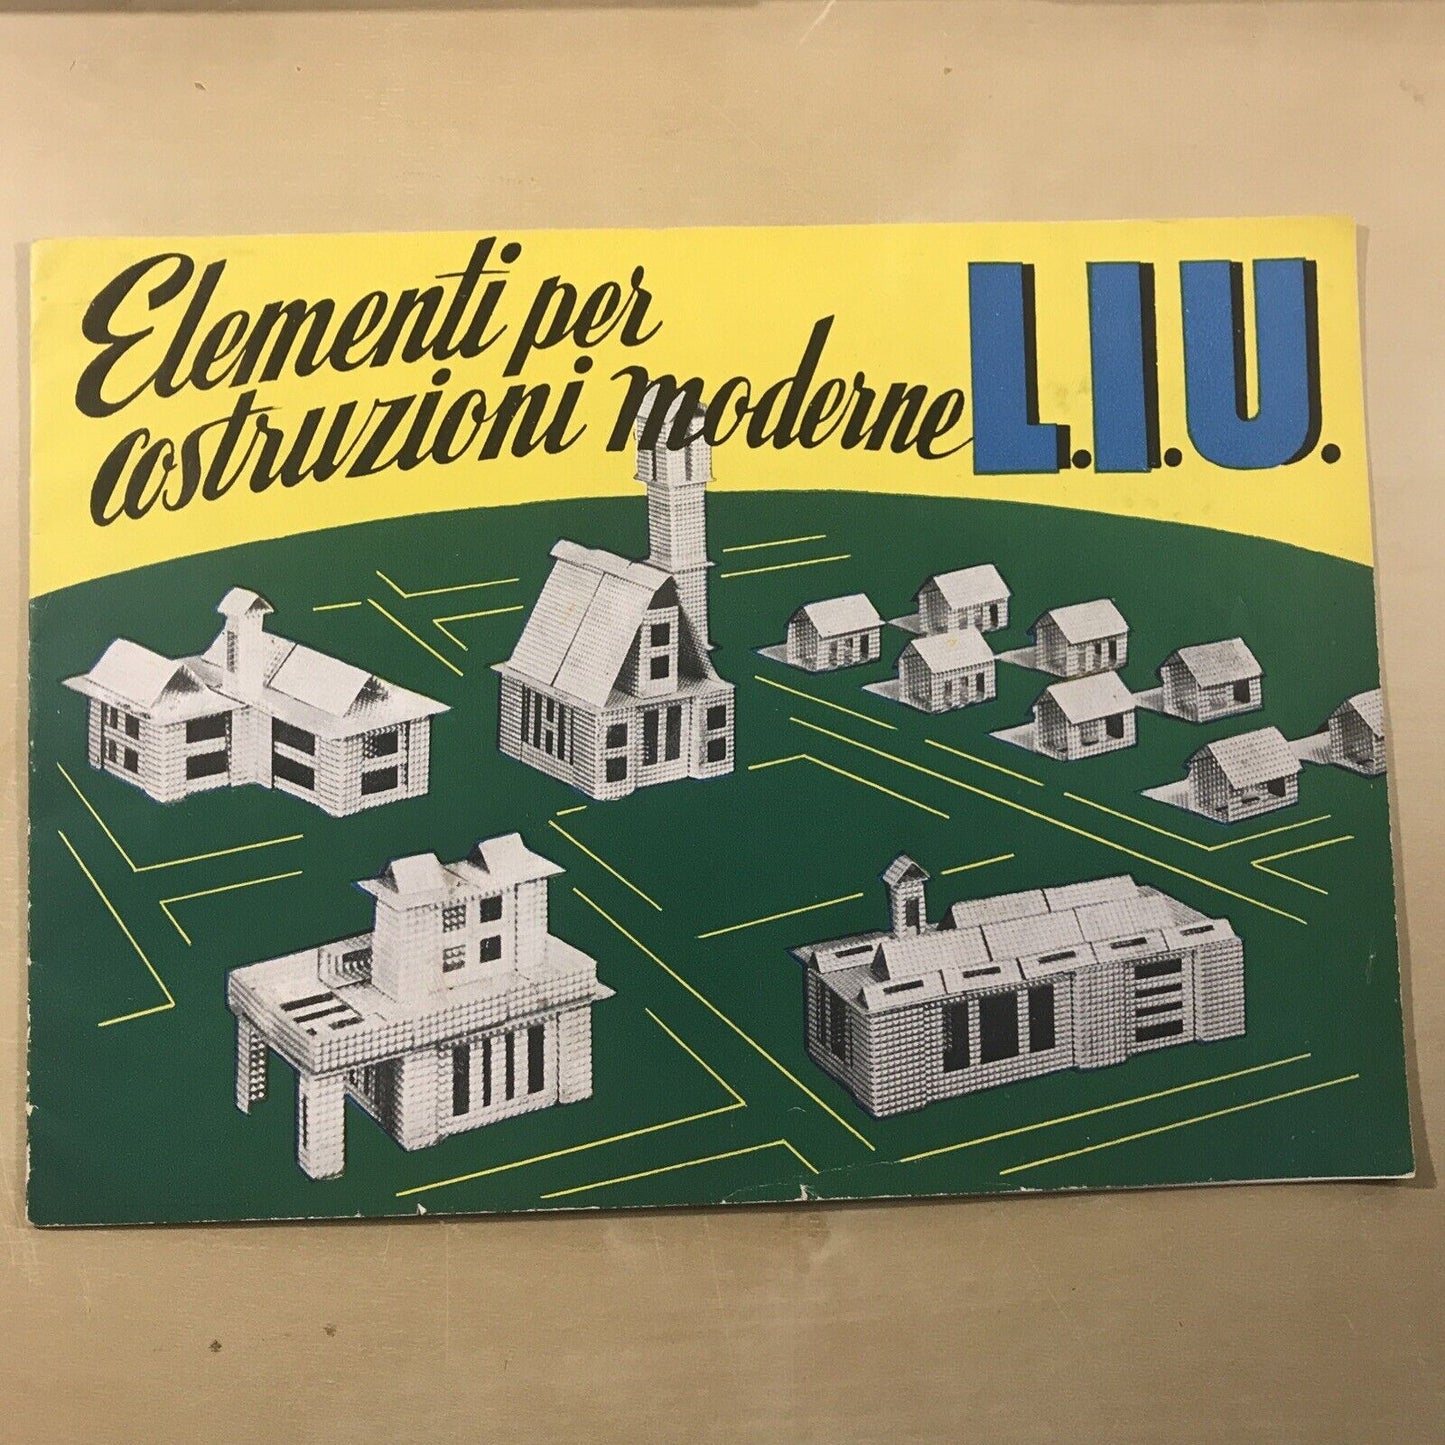 Elementi per
costruzioni moderne L.I.U.